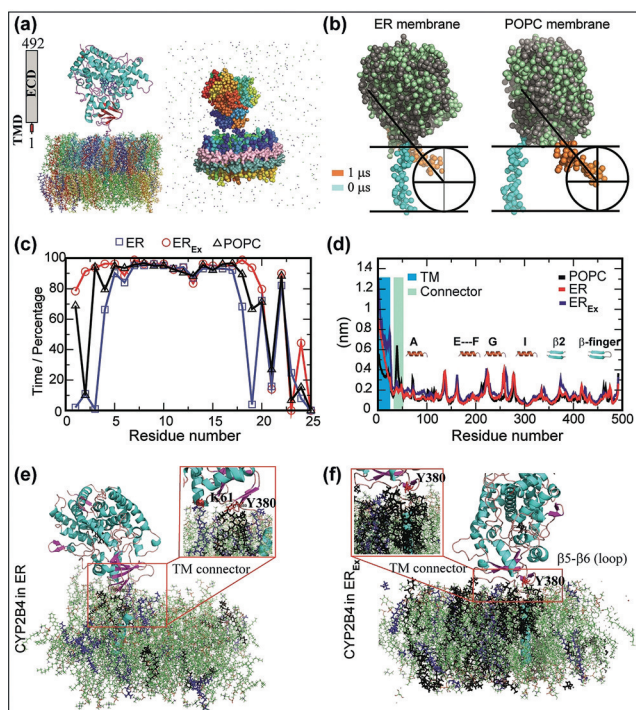 (a)
492
ECD
TMD
1
(b)
ER membrane
POPC membrane
1 µs
0 µs
(c)
ER
ER_Ex
POPC
Time / Percentage
100
80
60
40
20
0
0 5 10 15 20 25
Residue number
(d)
(nm)
1.4
1.2
1
0.8
0.6
0.4
0.2
0
TM
Connector
POPC
ER
ER_Ex
A
E---F
G
I
β2
β-finger
0 100 200 300 400 500
Residue number
(e)
K61
Y380
TM connector
CYP2B4 in ER
(f)
Y380
TM connector
β5-β6 (loop)
Y380
CYP2B4 in ER_Ex